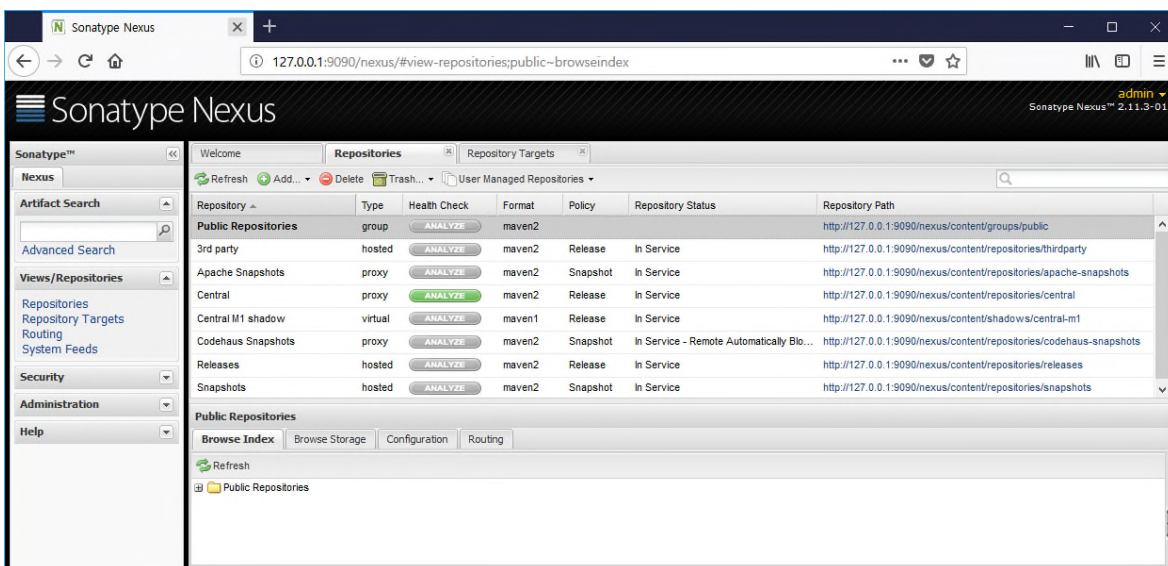 Sonatype Nexus
127.0.0.1:9090/nexus/#view-repositories;public~browseindex
Sonatype Nexus
admin
Sonatype Nexus™ 2.11.3-01
Sonatype™
Nexus
Artifact Search
Advanced Search
Views/Repositories
Repositories
Repository Targets
Routing
System Feeds
Security
Administration
Help
Welcome Repositories Repository Targets
Refresh Add... Delete Trash... User Managed Repositories
Repository Type Health Check Format Policy Repository Status Repository Path
Public Repositories group ANALYZE maven2 http://127.0.0.1:9090/nexus/content/groups/public
3rd party hosted ANALYZE maven2 Release In Service http://127.0.0.1:9090/nexus/content/repositories/thirdparty
Apache Snapshots proxy ANALYZE maven2 Snapshot In Service http://127.0.0.1:9090/nexus/content/repositories/apache-snapshots
Central proxy ANALYZE maven2 Release In Service http://127.0.0.1:9090/nexus/content/repositories/central
Central M1 shadow virtual ANALYZE maven1 Release In Service http://127.0.0.1:9090/nexus/content/shadows/central-m1
Codehaus Snapshots proxy ANALYZE maven2 Snapshot In Service - Remote Automatically Blo... http://127.0.0.1:9090/nexus/content/repositories/codehaus-snapshots
Releases hosted ANALYZE maven2 Release In Service http://127.0.0.1:9090/nexus/content/repositories/releases
Snapshots hosted ANALYZE maven2 Snapshot In Service http://127.0.0.1:9090/nexus/content/repositories/snapshots
Public Repositories
Browse Index Browse Storage Configuration Routing
Refresh
Public Repositories